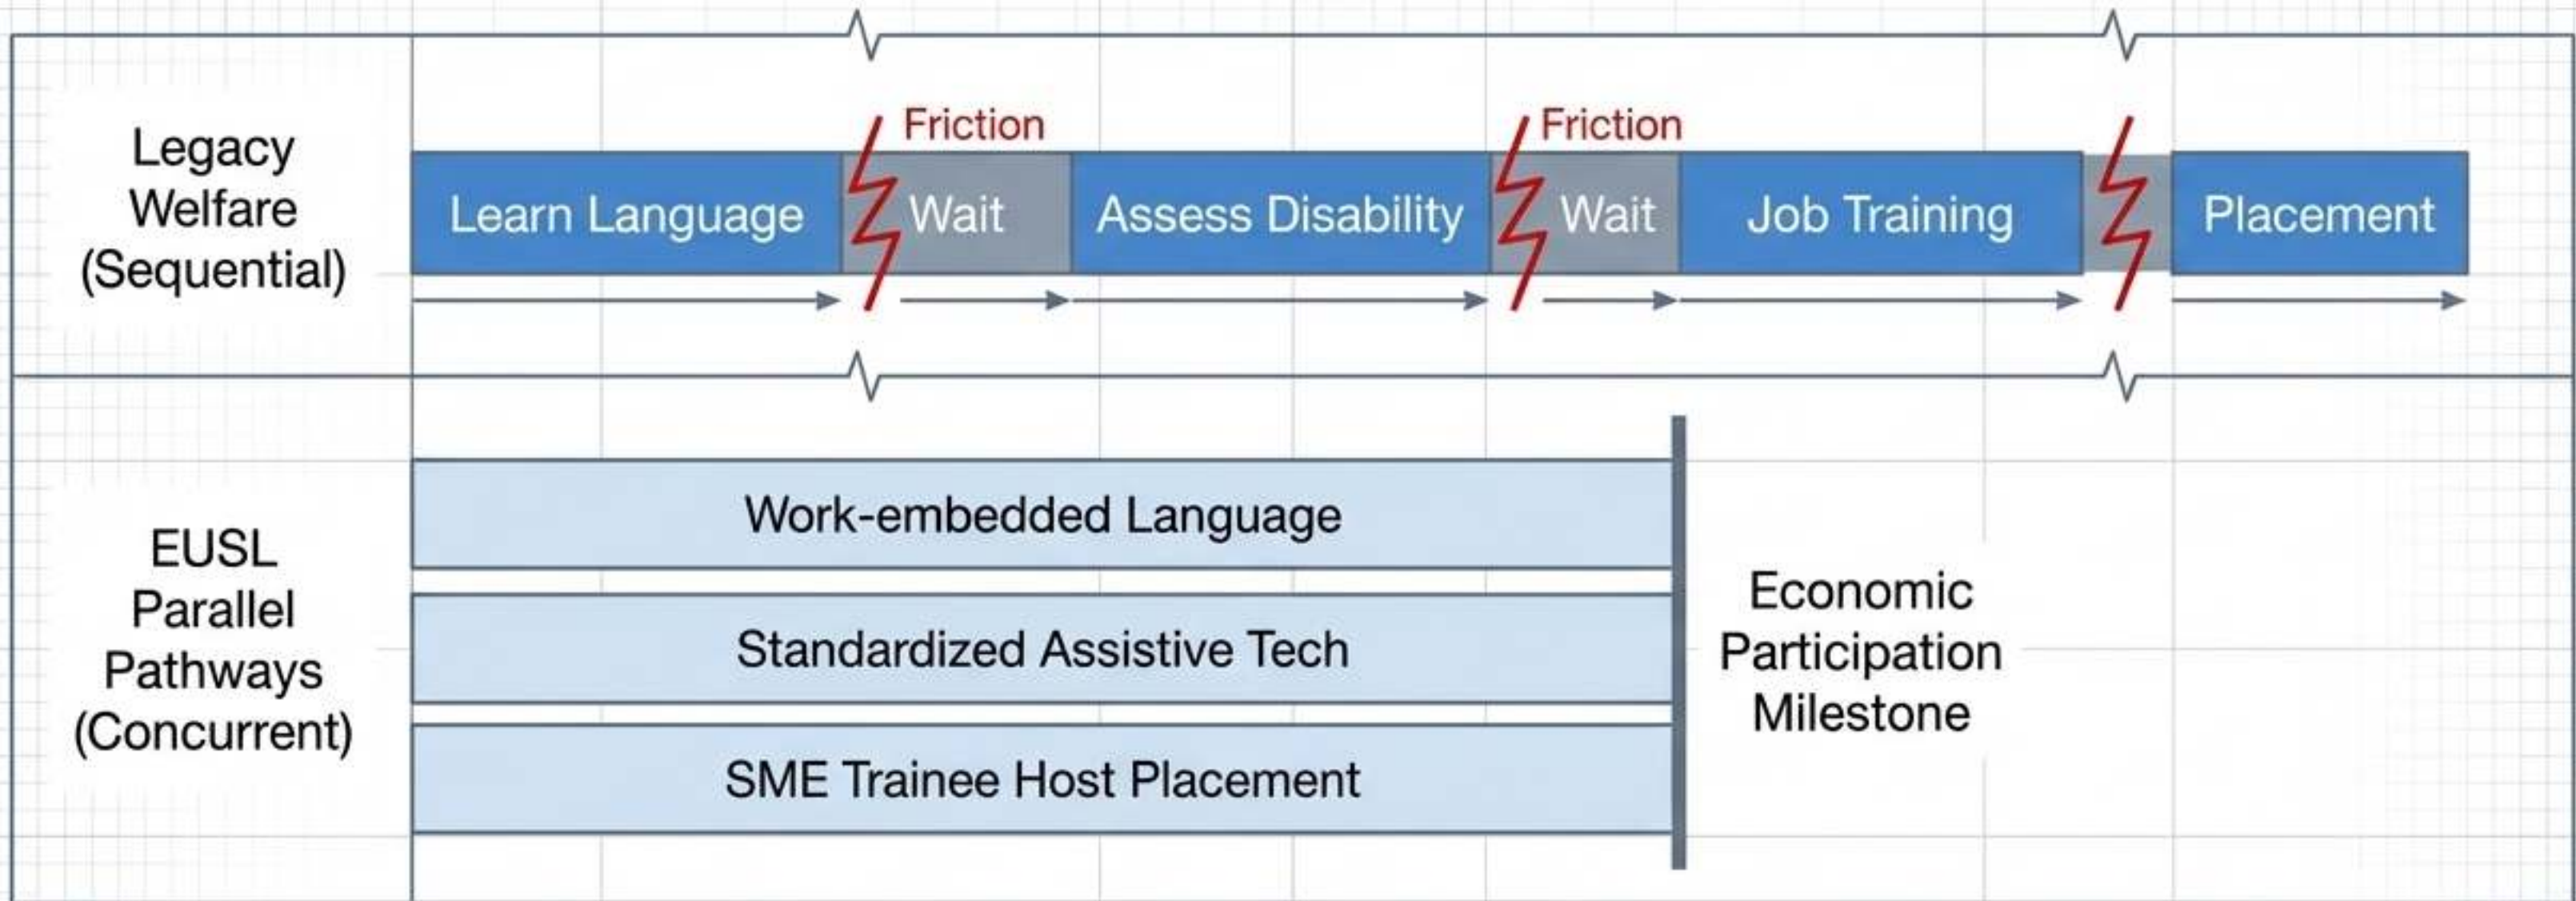 Legacy
Welfare
(Sequential)
Friction
Friction
Learn Language
Wait
Assess Disability
Wait
Job Training
Placement
EUSL
Parallel
Pathways
(Concurrent)
Work-embedded Language
Standardized Assistive Tech
SME Trainee Host Placement
Economic
Participation
Milestone